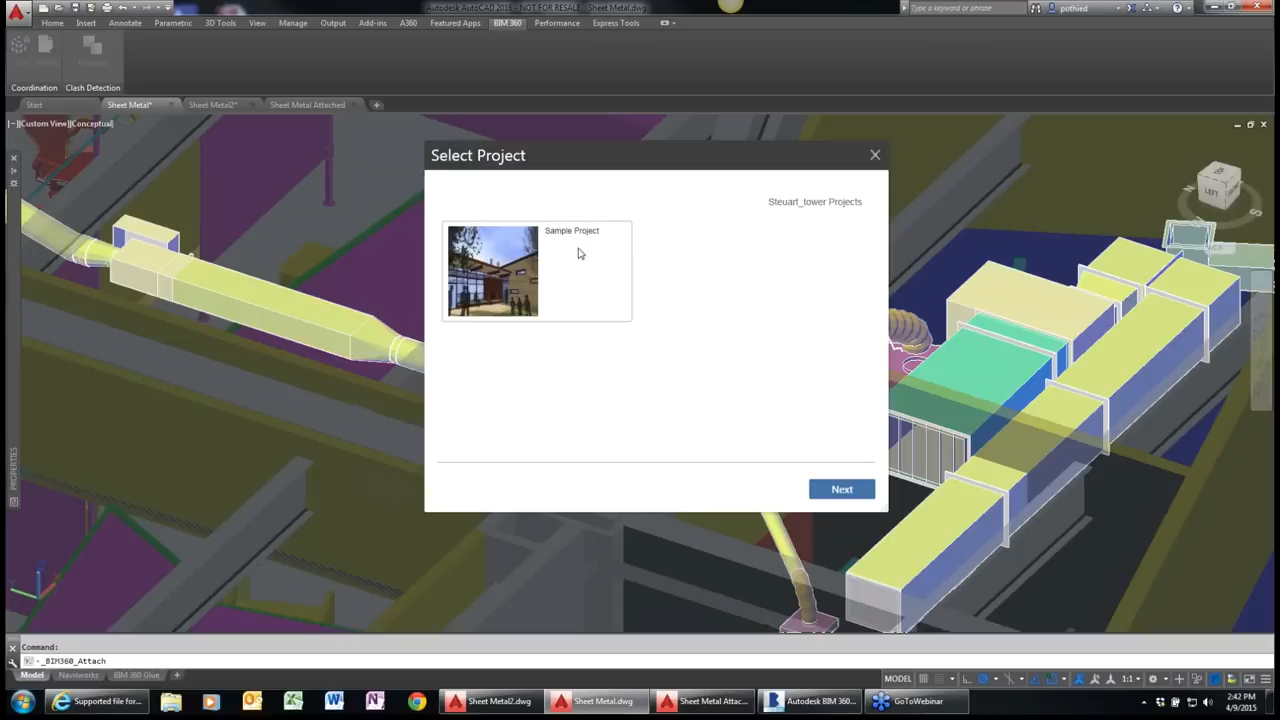 Autodesk AutoCAD 2016 - NOT FOR RESALE Sheet Metal.dwg
Type a keyword or phrase
pothied
Home Insert Annotate Parametric 3D Tools View Manage Output Add-ins A360 Featured Apps BIM 360 Performance Express Tools
Coordination Clash Detection
Start Sheet Metal* Sheet Metal2* Sheet Metal Attached
[−][Custom View][Conceptual]
Select Project
Steuart_tower Projects
Sample Project
Next
TOP
LEFT
N
S
WCS
PROPERTIES
Command:
-_BIM360_Attach
Model Navisworks BIM 360 Glue
MODEL 1:1
Supported file for... Sheet Metal2.dwg Sheet Metal.dwg Sheet Metal Attac... Autodesk BIM 360... GoToWebinar
2:42 PM
4/9/2015